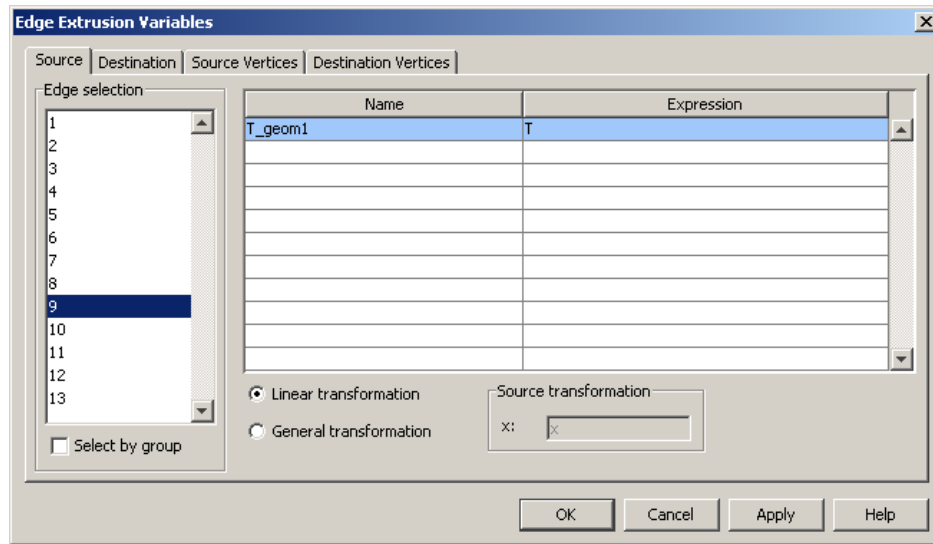 Edge Extrusion Variables
Source Destination Source Vertices Destination Vertices
Edge selection
1
2
3
4
5
6
7
8
9
10
11
12
13
Select by group
Name Expression
T_geom1 T
Linear transformation
General transformation
Source transformation
x: x
OK Cancel Apply Help